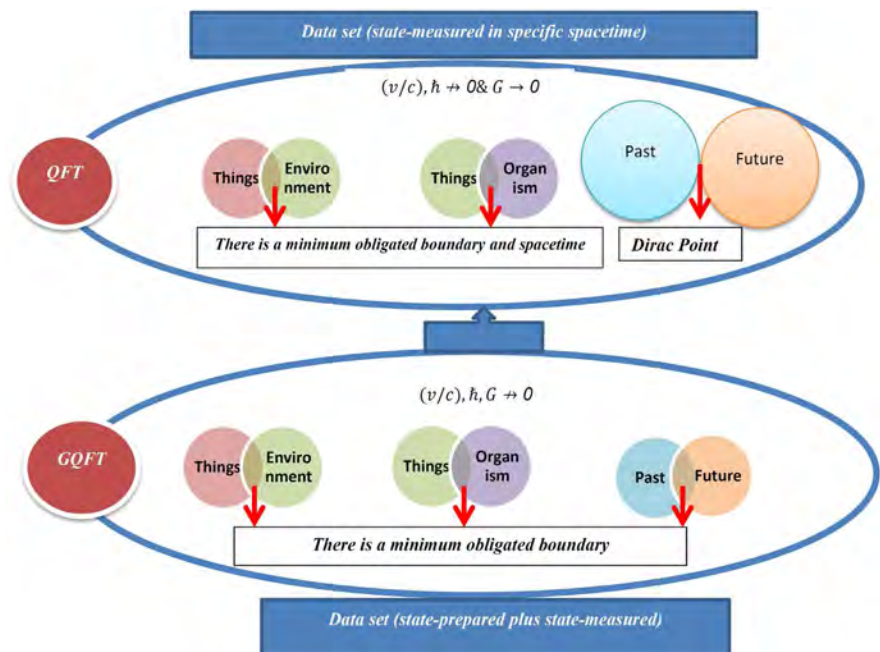 Data set (state-measured in specific spacetime)
(v/c), ħ ↛ 0& G → 0
QFT
Things
Enviro
nment
Things
Organ
ism
Past
Future
There is a minimum obligated boundary and spacetime
Dirac Point
(v/c), ħ, G ↛ 0
GQFT
Things
Enviro
nment
Things
Organ
ism
Past
Future
There is a minimum obligated boundary
Data set (state-prepared plus state-measured)